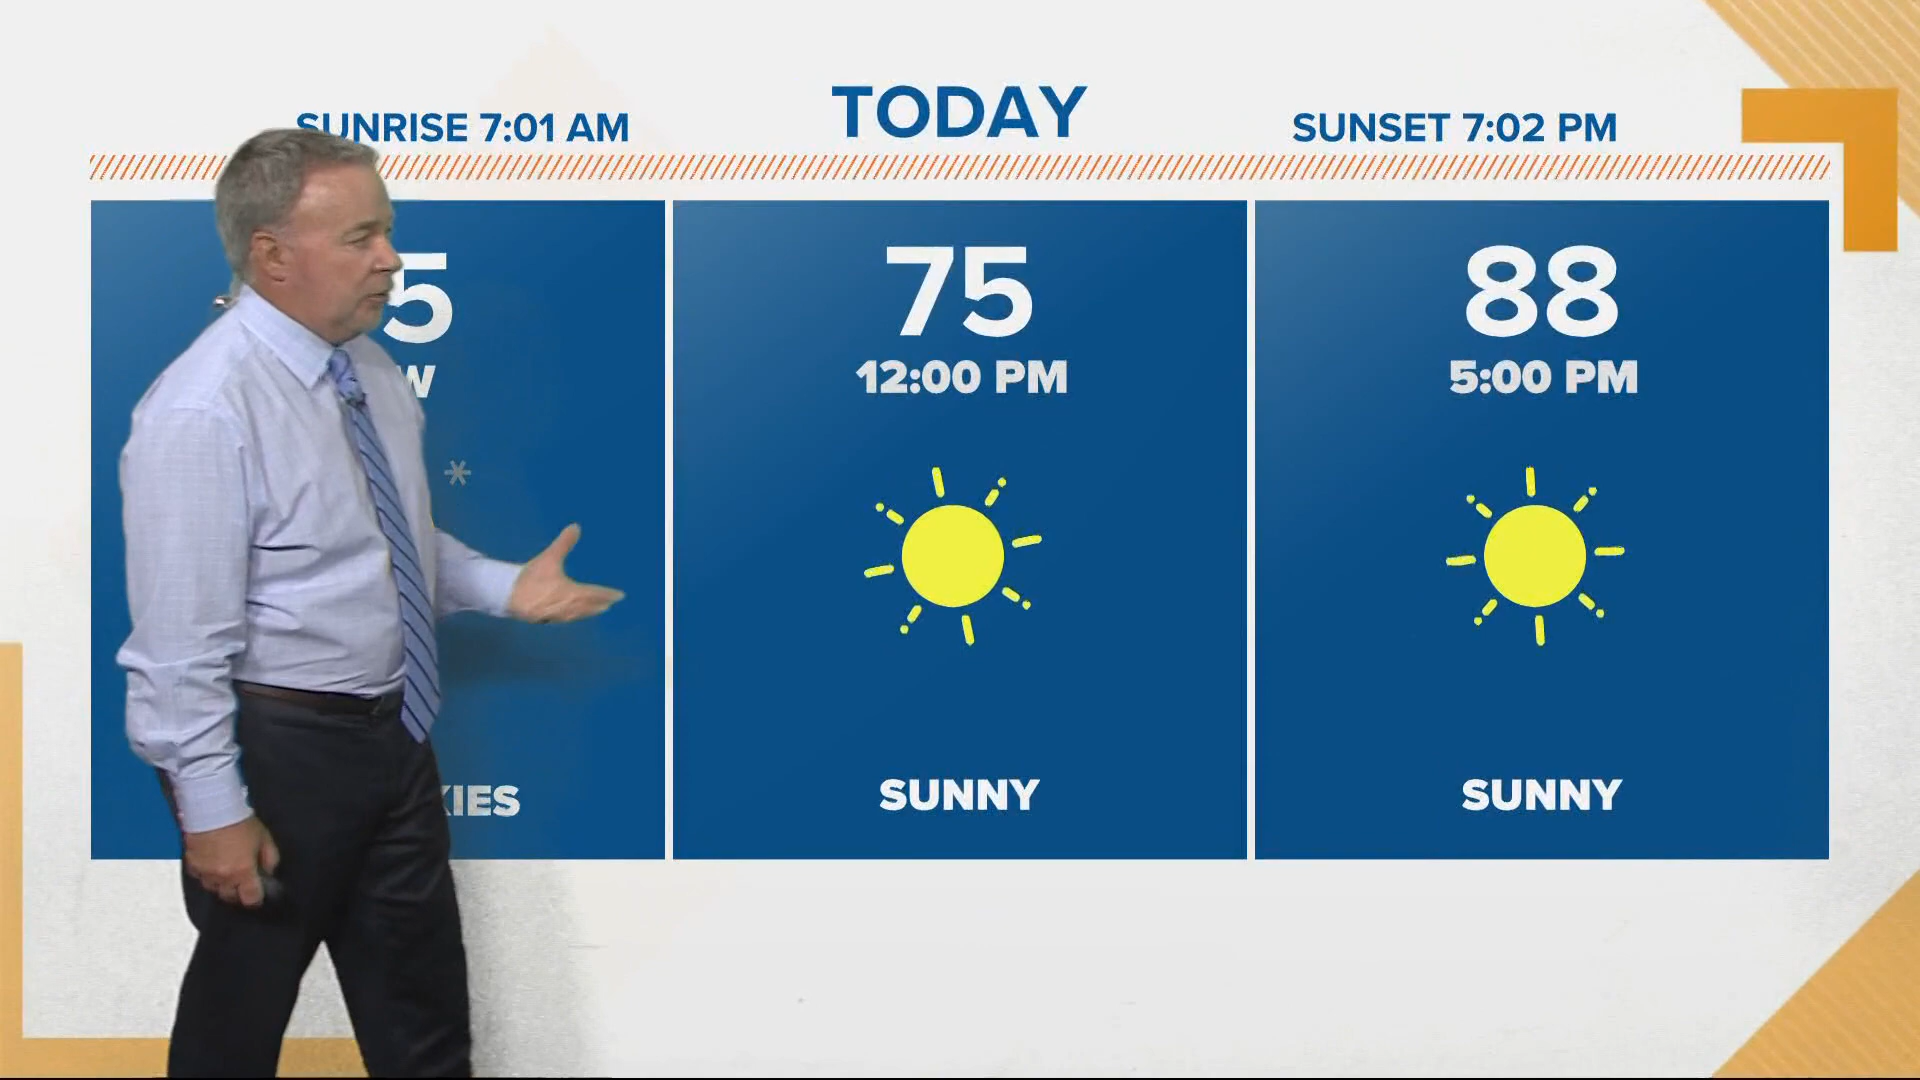 SUNRISE 7:01 AM
TODAY
SUNSET 7:02 PM
5
W
75
12:00 PM
88
5:00 PM
KIES
SUNNY
SUNNY